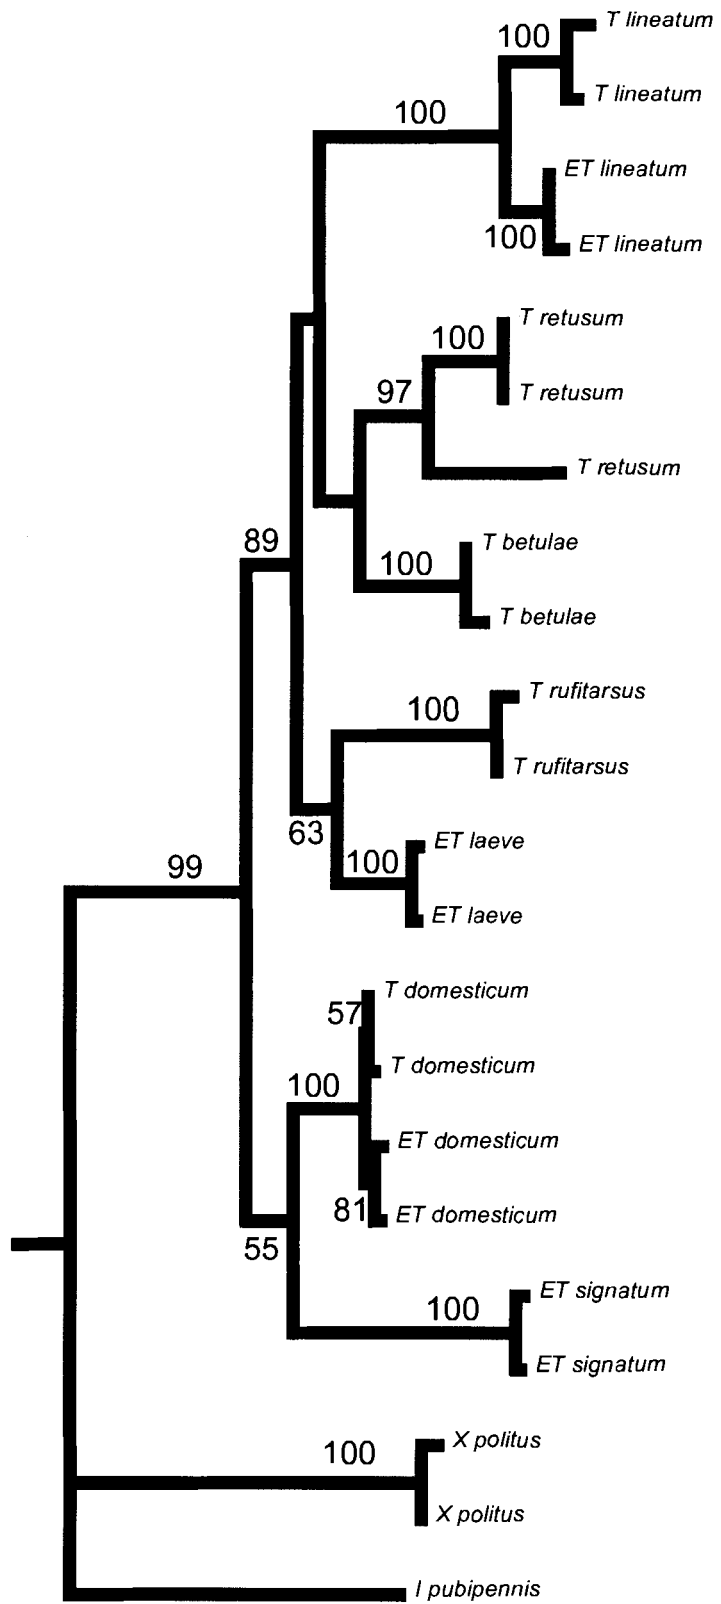 T lineatum
100
T lineatum
100
ET lineatum
100
ET lineatum
T retusum
100
T retusum
97
T retusum
89
T betulae
100
T betulae
T rufitarsus
100
T rufitarsus
63
ET laeve
100
99
ET laeve
T domesticum
57
T domesticum
100
ET domesticum
81
ET domesticum
55
ET signatum
100
ET signatum
X politus
100
X politus
I pubipennis